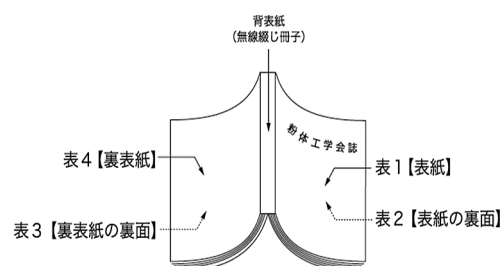 背表紙
（無線綴じ冊子）
粉体工学会誌
表4【裏表紙】
表1【表紙】
表3【裏表紙の裏面】
表2【表紙の裏面】